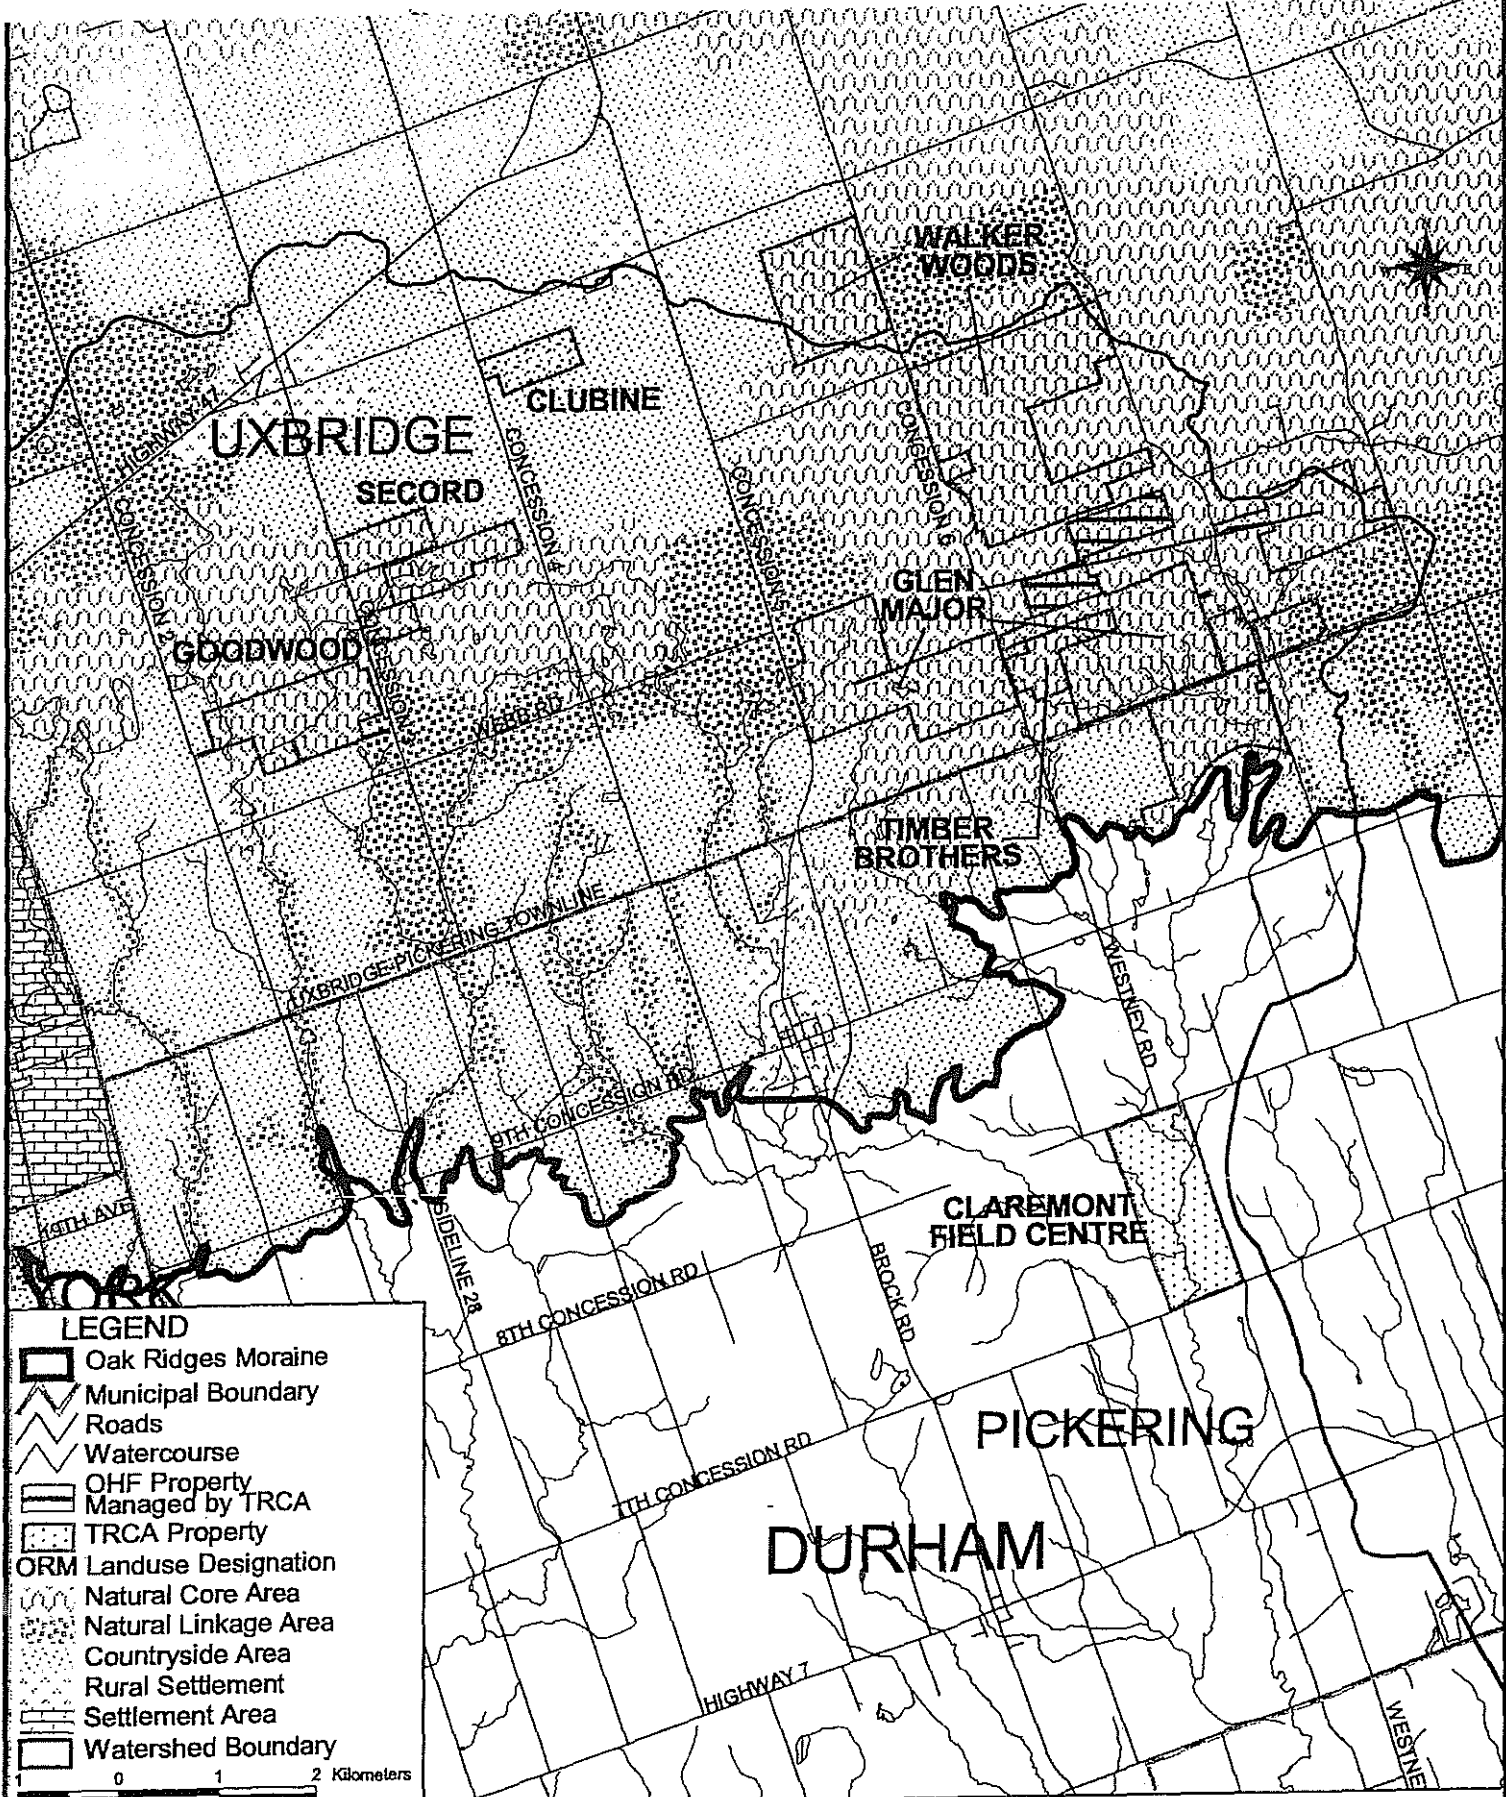 WALKER
WOODS
CLUBINE
HIGHWAY 47
UXBRIDGE
SECORD
CONCESSION 4
CONCESSION 5
CONCESSION 6
CONCESSION 2
GLEN
MAJOR
GOODWOOD
CONCESSION
WEBB RD
TIMBER
BROTHERS
UXBRIDGE-PICKERING TOWNLINE
WESTNEY RD
9TH CONCESSION RD
CLAREMONT
FIELD CENTRE
19TH AVE
SIDELINE 28
BROCK RD
8TH CONCESSION RD
YORK
PICKERING
7TH CONCESSION RD
DURHAM
HIGHWAY 7
WESTNE
LEGEND
Oak Ridges Moraine
Municipal Boundary
Roads
Watercourse
OHF Property
Managed by TRCA
TRCA Property
ORM Landuse Designation
Natural Core Area
Natural Linkage Area
Countryside Area
Rural Settlement
Settlement Area
Watershed Boundary
1 0 1 2 Kilometers